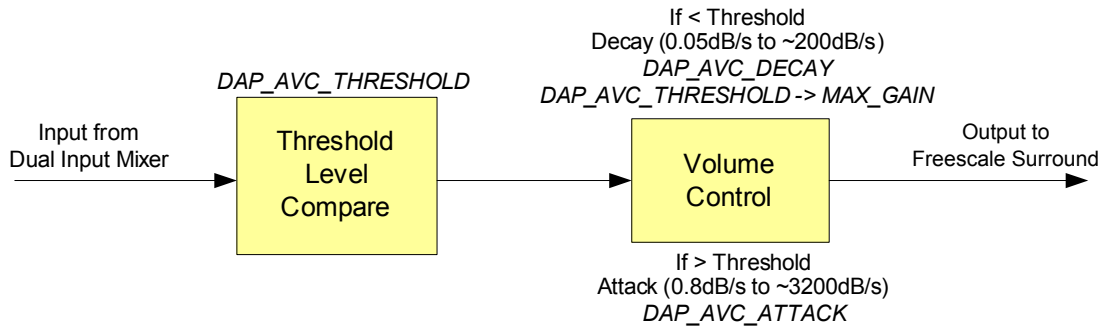 If < Threshold
Decay (0.05dB/s to ~200dB/s)
DAP_AVC_DECAY
DAP_AVC_THRESHOLD -> MAX_GAIN
DAP_AVC_THRESHOLD
Input from
Dual Input Mixer
Threshold
Level
Compare
Volume
Control
Output to
Freescale Surround
If > Threshold
Attack (0.8dB/s to ~3200dB/s)
DAP_AVC_ATTACK